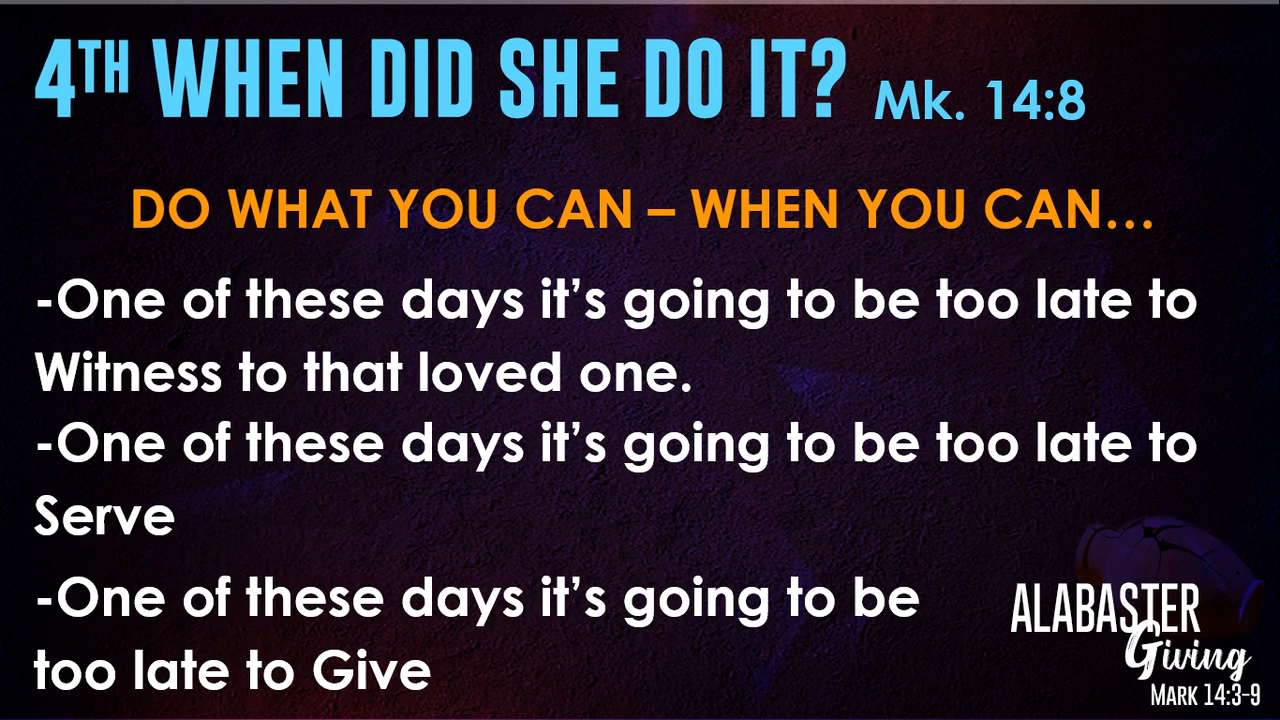 4TH WHEN DID SHE DO IT? Mk. 14:8
DO WHAT YOU CAN – WHEN YOU CAN...
-One of these days it's going to be too late to
Witness to that loved one.
-One of these days it's going to be too late to
Serve
-One of these days it's going to be
too late to Give
ALABASTER
Giving
MARK 14:3-9